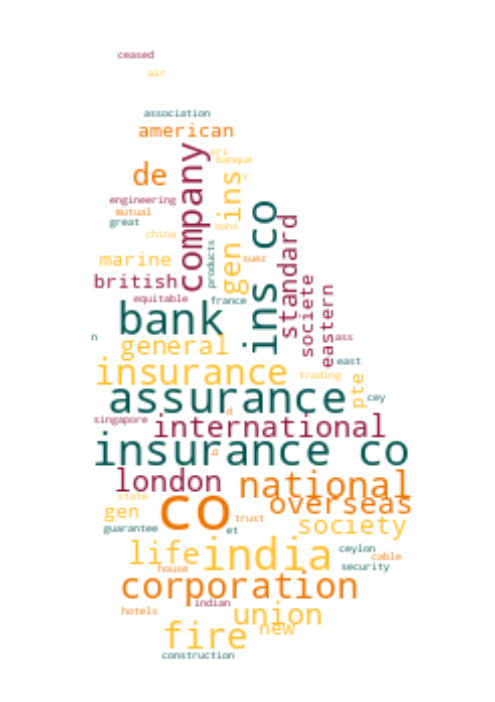 ceased
air
association
american
company
sri
banque
de
v
gen ins
engineering
mutual
great
ins co
standard
sons
china
products
suez
marine
british
societe
eastern
equitable
france
bank
n
ass
general
east
insurance
trading
pte
assurance
cey
d
singapore
international
b
insurance co
london
national
state
co
overseas
gen
trust
society
guarantee
et
life
india
ceylon
cable
house
security
corporation
indian
hotels
union
fire
new
construction